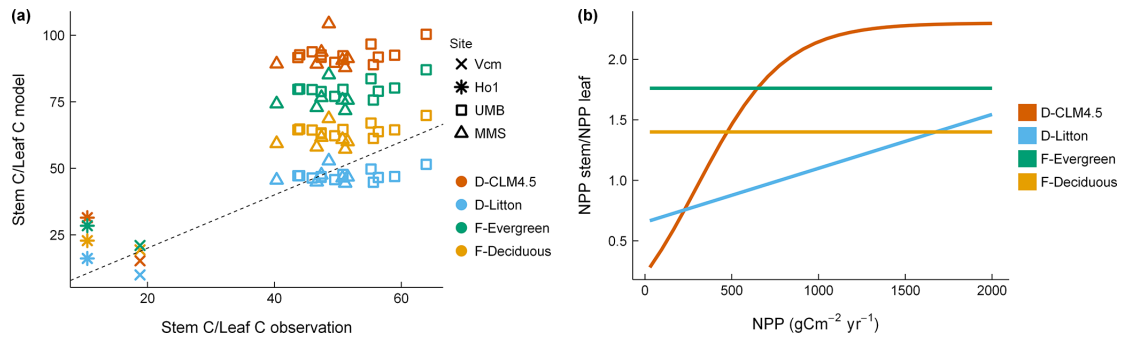 (a)
Stem C/Leaf C model
100
75
50
25
20
40
60
Stem C/Leaf C observation
Site
Vcm
Ho1
UMB
MMS
D-CLM4.5
D-Litton
F-Evergreen
F-Deciduous
(b)
NPP stem/NPP leaf
2.0
1.5
1.0
0.5
0
500
1000
1500
2000
NPP (gCm⁻² yr⁻¹)
D-CLM4.5
D-Litton
F-Evergreen
F-Deciduous